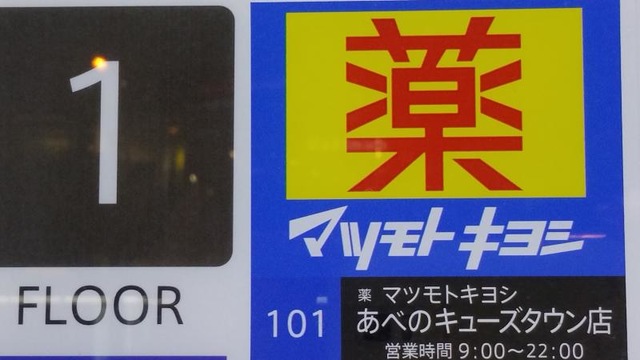 1
FLOOR
薬
マツモトキヨシ
101
薬 マツモトキヨシ
あべのキューズタウン店
営業時間 9:00～22:00